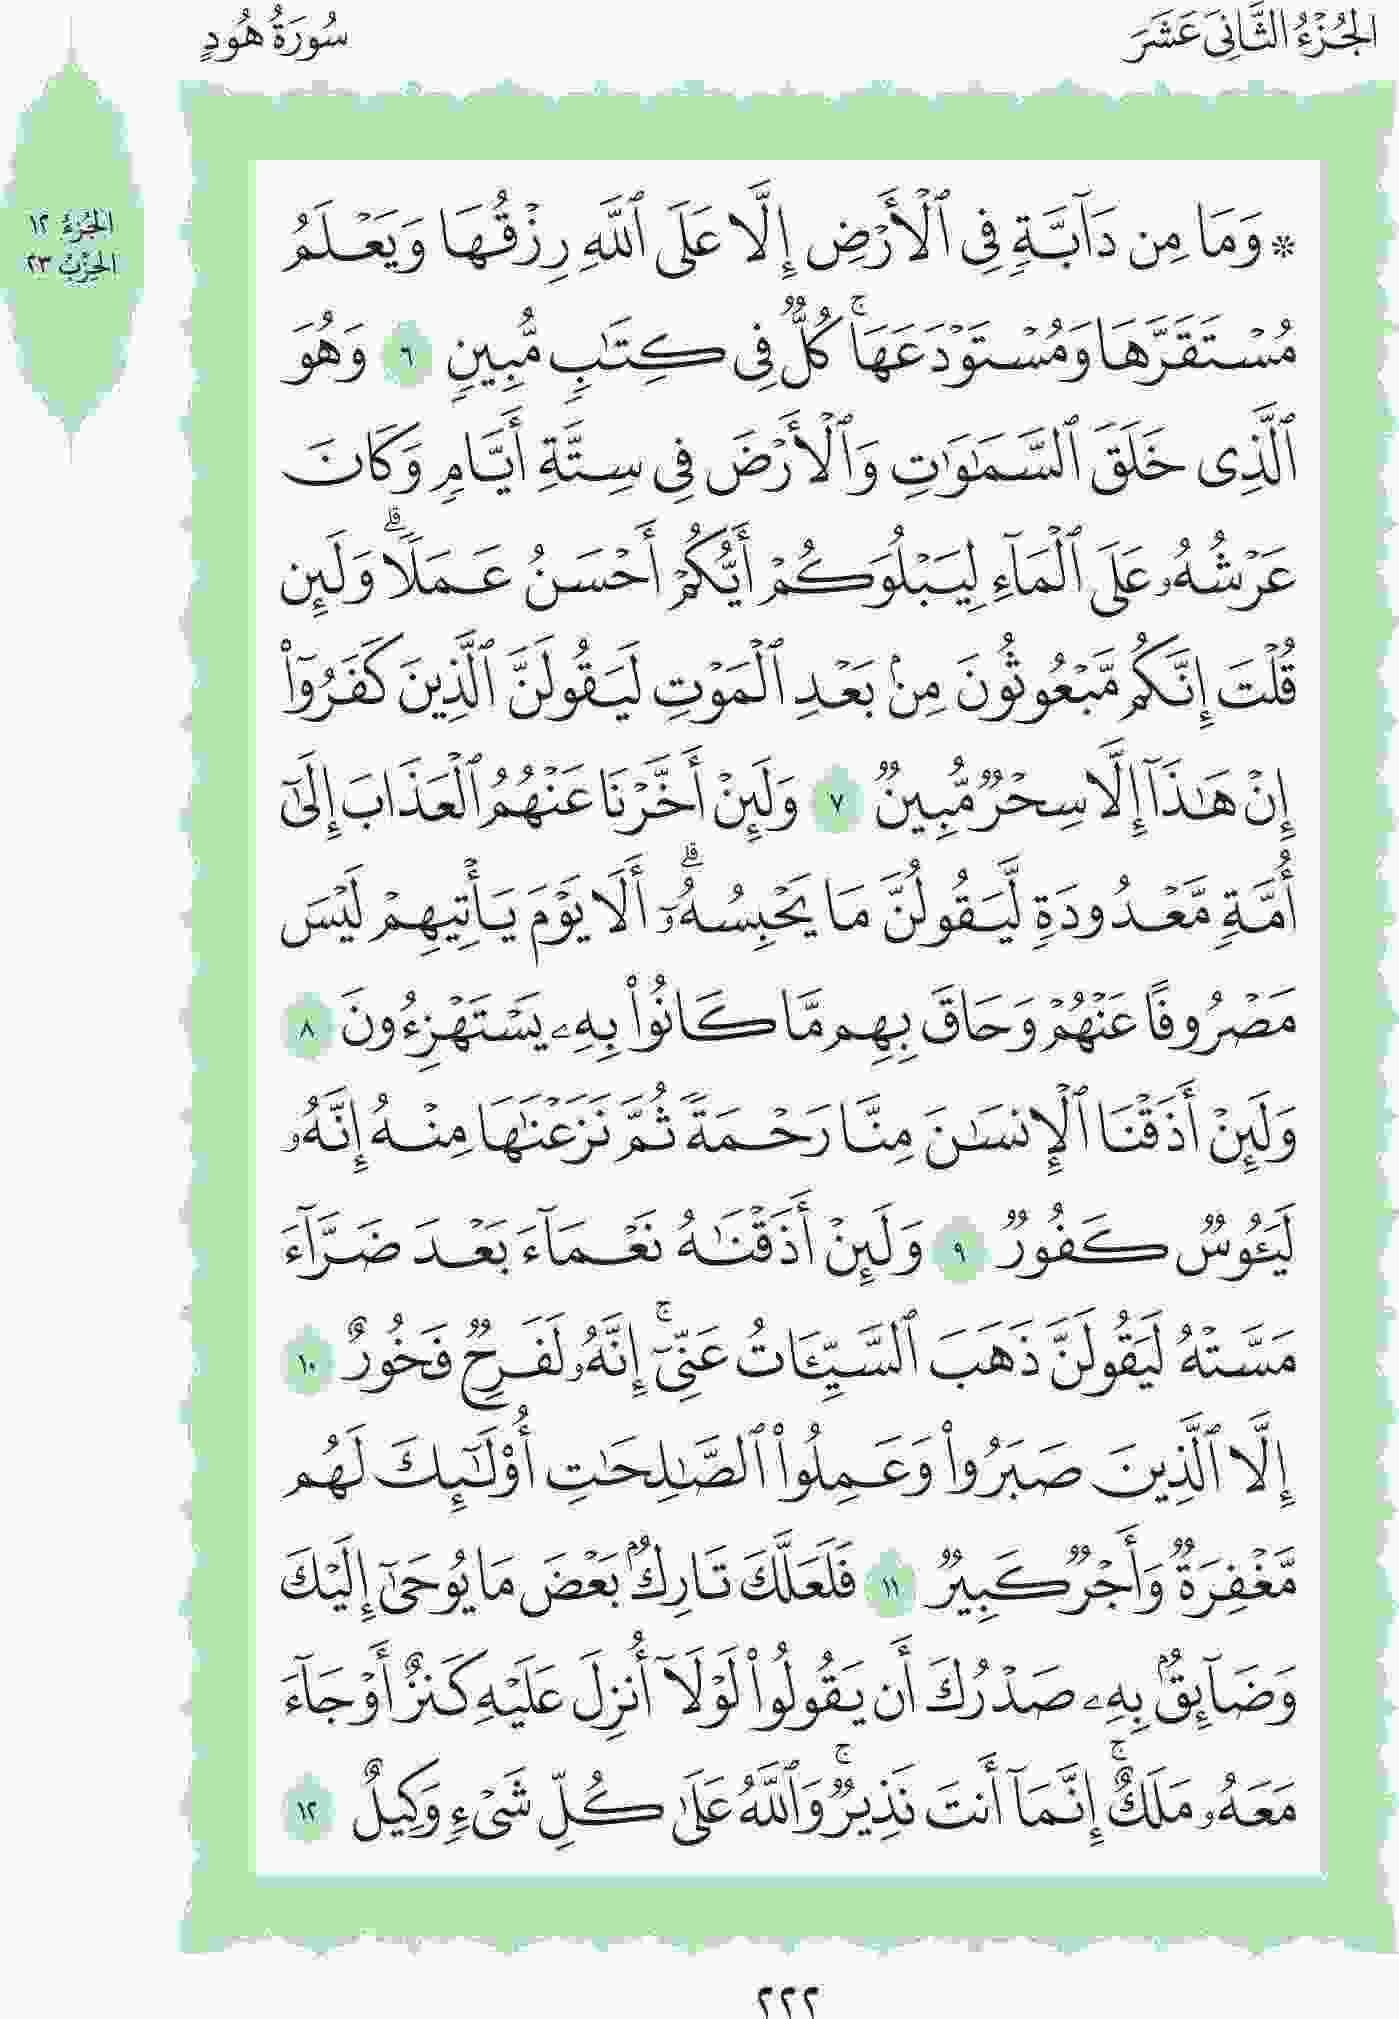 الجُزْءُ الثَّانِىَ عَشَرَ
سُورَةُ هُودٍ
الجُزءُ ١٢
الحِزْبُ ٢٣
* وَمَا مِن دَآبَّةٍ فِى ٱلْأَرْضِ إِلَّا عَلَى ٱللَّهِ رِزْقُهَا وَيَعْلَمُ
مُسْتَقَرَّهَا وَمُسْتَوْدَعَهَاۚ كُلٌّ فِى كِتَٰبٍ مُّبِينٍ ٦ وَهُوَ
ٱلَّذِى خَلَقَ ٱلسَّمَٰوَٰتِ وَٱلْأَرْضَ فِى سِتَّةِ أَيَّامٍ وَكَانَ
عَرْشُهُۥ عَلَى ٱلْمَآءِ لِيَبْلُوَكُمْ أَيُّكُمْ أَحْسَنُ عَمَلًاۗ وَلَئِن
قُلْتَ إِنَّكُم مَّبْعُوثُونَ مِنۢ بَعْدِ ٱلْمَوْتِ لَيَقُولَنَّ ٱلَّذِينَ كَفَرُوٓا۟
إِنْ هَٰذَآ إِلَّا سِحْرٌ مُّبِينٌ ٧ وَلَئِنْ أَخَّرْنَا عَنْهُمُ ٱلْعَذَابَ إِلَىٰٓ
أُمَّةٍ مَّعْدُودَةٍ لَّيَقُولُنَّ مَا يَحْبِسُهُۥٓۗ أَلَا يَوْمَ يَأْتِيهِمْ لَيْسَ
مَصْرُوفًا عَنْهُمْ وَحَاقَ بِهِم مَّا كَانُوا۟ بِهِۦ يَسْتَهْزِءُونَ ٨
وَلَئِنْ أَذَقْنَا ٱلْإِنسَٰنَ مِنَّا رَحْمَةً ثُمَّ نَزَعْنَٰهَا مِنْهُ إِنَّهُۥ
لَيَـُٔوسٌ كَفُورٌ ٩ وَلَئِنْ أَذَقْنَٰهُ نَعْمَآءَ بَعْدَ ضَرَّآءَ
مَسَّتْهُ لَيَقُولَنَّ ذَهَبَ ٱلسَّيِّـَٔاتُ عَنِّىٓۚ إِنَّهُۥ لَفَرِحٌ فَخُورٌ ١٠
إِلَّا ٱلَّذِينَ صَبَرُوا۟ وَعَمِلُوا۟ ٱلصَّٰلِحَٰتِ أُو۟لَٰٓئِكَ لَهُم
مَّغْفِرَةٌ وَأَجْرٌ كَبِيرٌ ١١ فَلَعَلَّكَ تَارِكٌۢ بَعْضَ مَا يُوحَىٰٓ إِلَيْكَ
وَضَآئِقٌۢ بِهِۦ صَدْرُكَ أَن يَقُولُوا۟ لَوْلَآ أُنزِلَ عَلَيْهِ كَنزٌ أَوْ جَآءَ
مَعَهُۥ مَلَكٌۚ إِنَّمَآ أَنتَ نَذِيرٌۚ وَٱللَّهُ عَلَىٰ كُلِّ شَىْءٍ وَكِيلٌ ١٢
٢٢٢